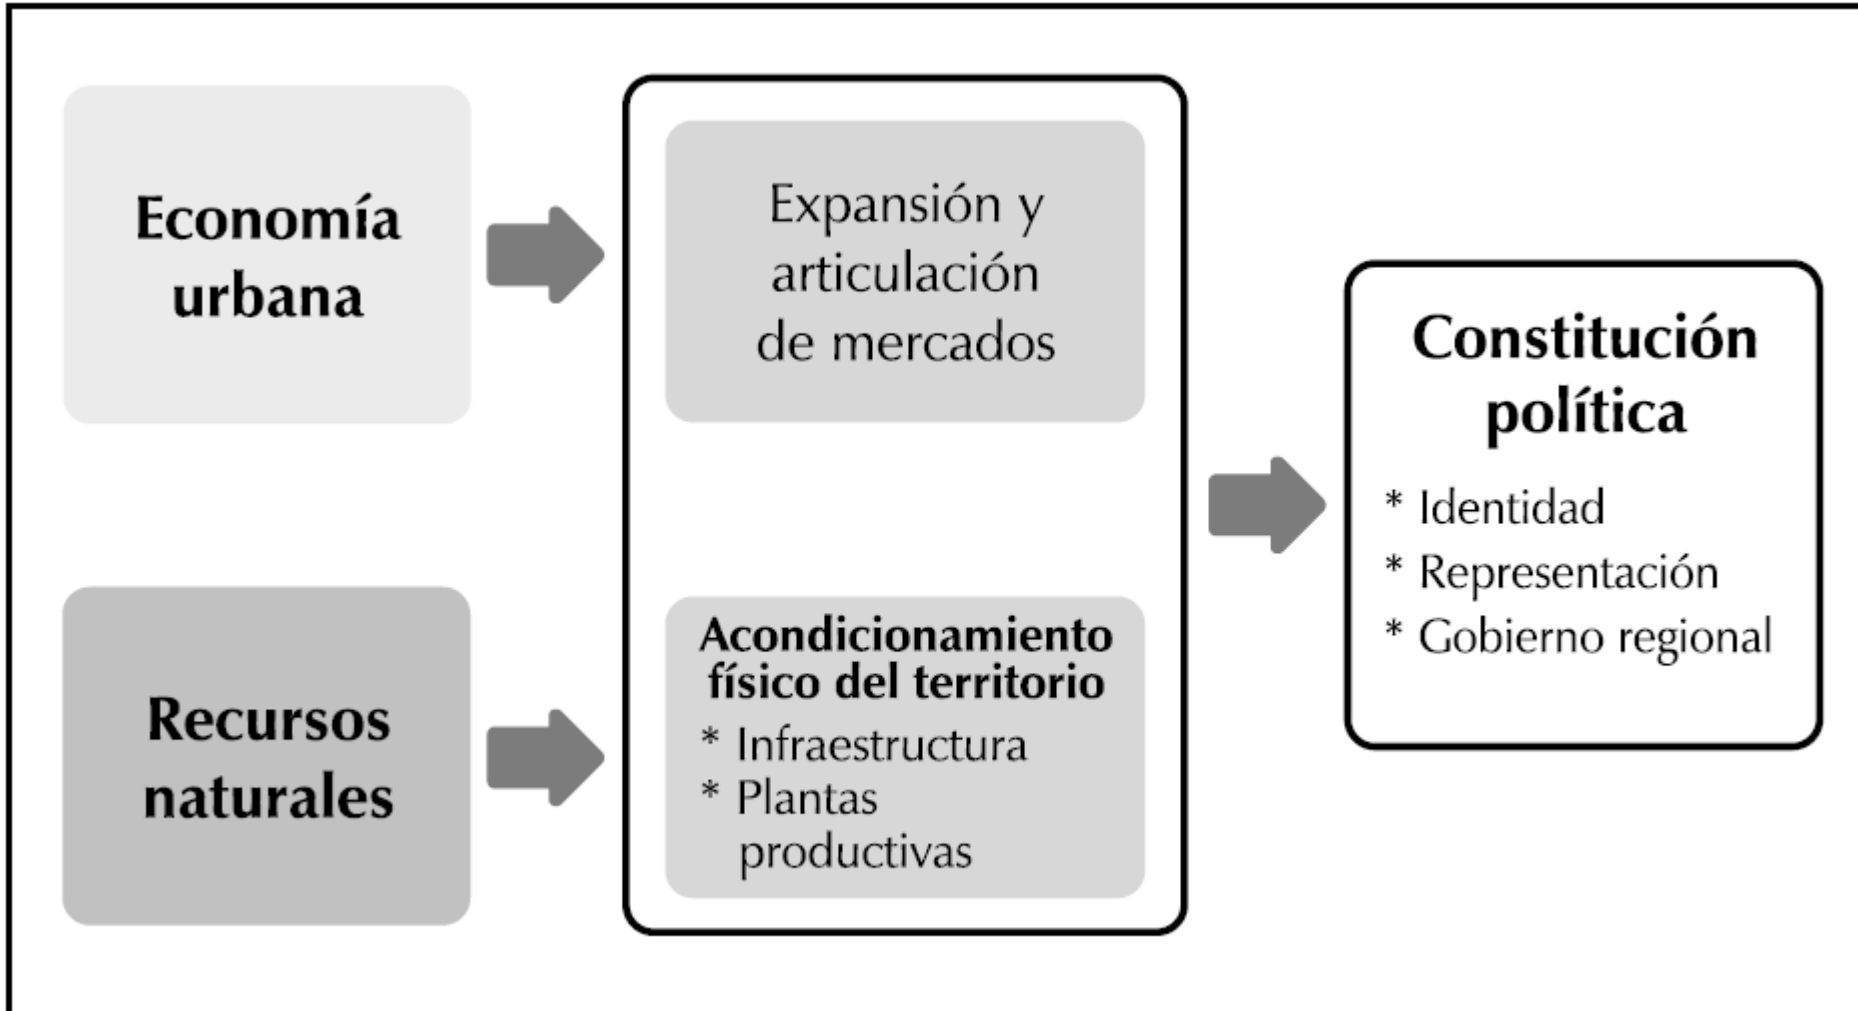 Economía
urbana
Expansión y
articulación
de mercados
Recursos
naturales
Acondicionamiento
físico del territorio
* Infraestructura
* Plantas
productivas
Constitución
política
* Identidad
* Representación
* Gobierno regional